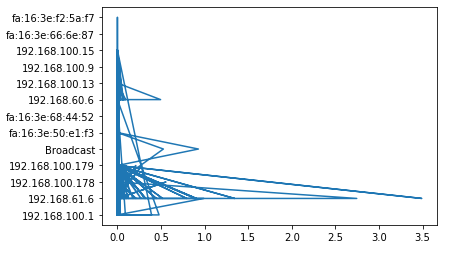 fa:16:3e:f2:5a:f7
fa:16:3e:66:6e:87
192.168.100.15
192.168.100.9
192.168.100.13
192.168.60.6
fa:16:3e:68:44:52
fa:16:3e:50:e1:f3
Broadcast
192.168.100.179
192.168.100.178
192.168.61.6
192.168.100.1
0.0 0.5 1.0 1.5 2.0 2.5 3.0 3.5